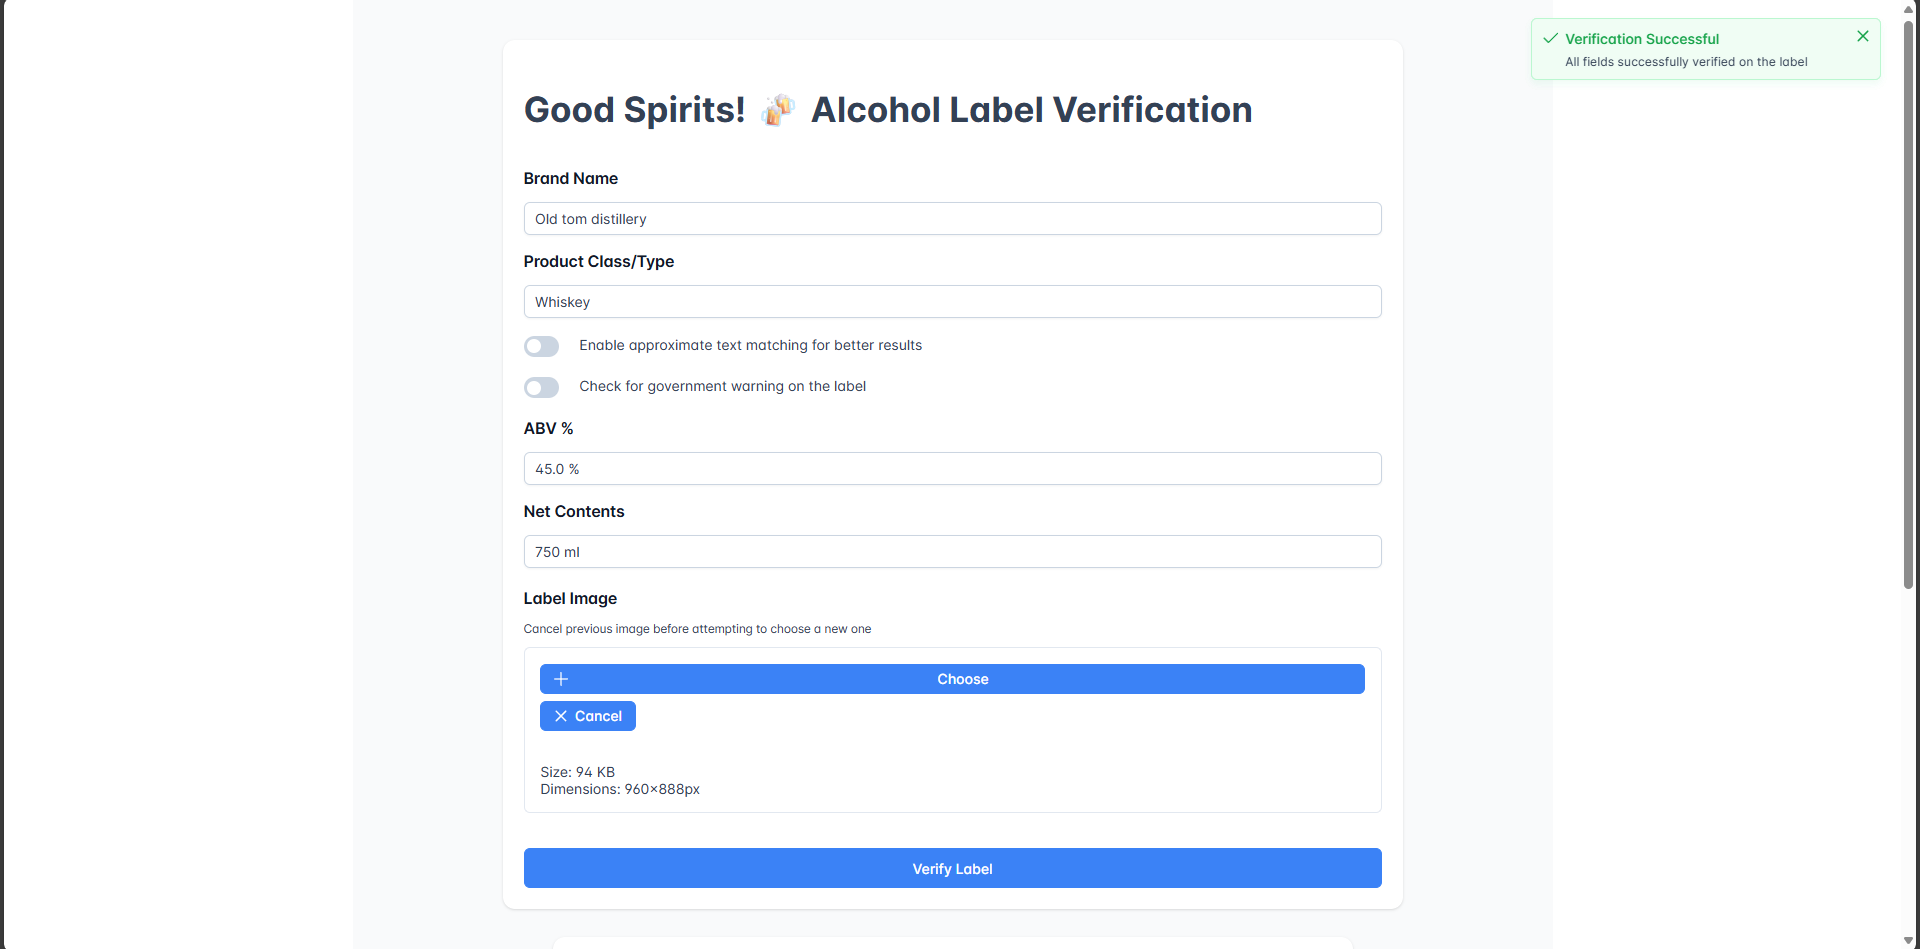 Verification Successful
All fields successfully verified on the label
Good Spirits! 🍻 Alcohol Label Verification
Brand Name
Old tom distillery
Product Class/Type
Whiskey
Enable approximate text matching for better results
Check for government warning on the label
ABV %
45.0 %
Net Contents
750 ml
Label Image
Cancel previous image before attempting to choose a new one
Choose
Cancel
Size: 94 KB
Dimensions: 960×888px
Verify Label